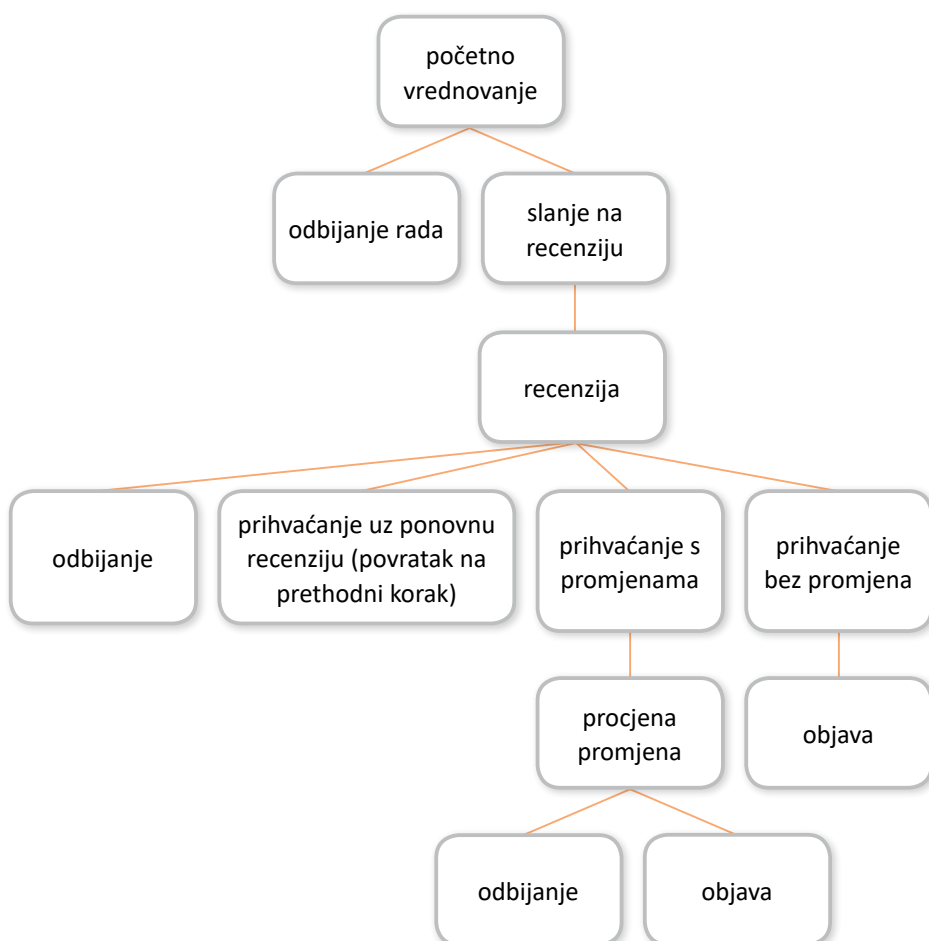 početno
vrednovanje
odbijanje rada
slanje na
recenziju
recenzija
odbijanje
prihvaćanje uz ponovnu
recenziju (povratak na
prethodni korak)
prihvaćanje s
promjenama
prihvaćanje
bez promjena
procjena
promjena
objava
odbijanje
objava